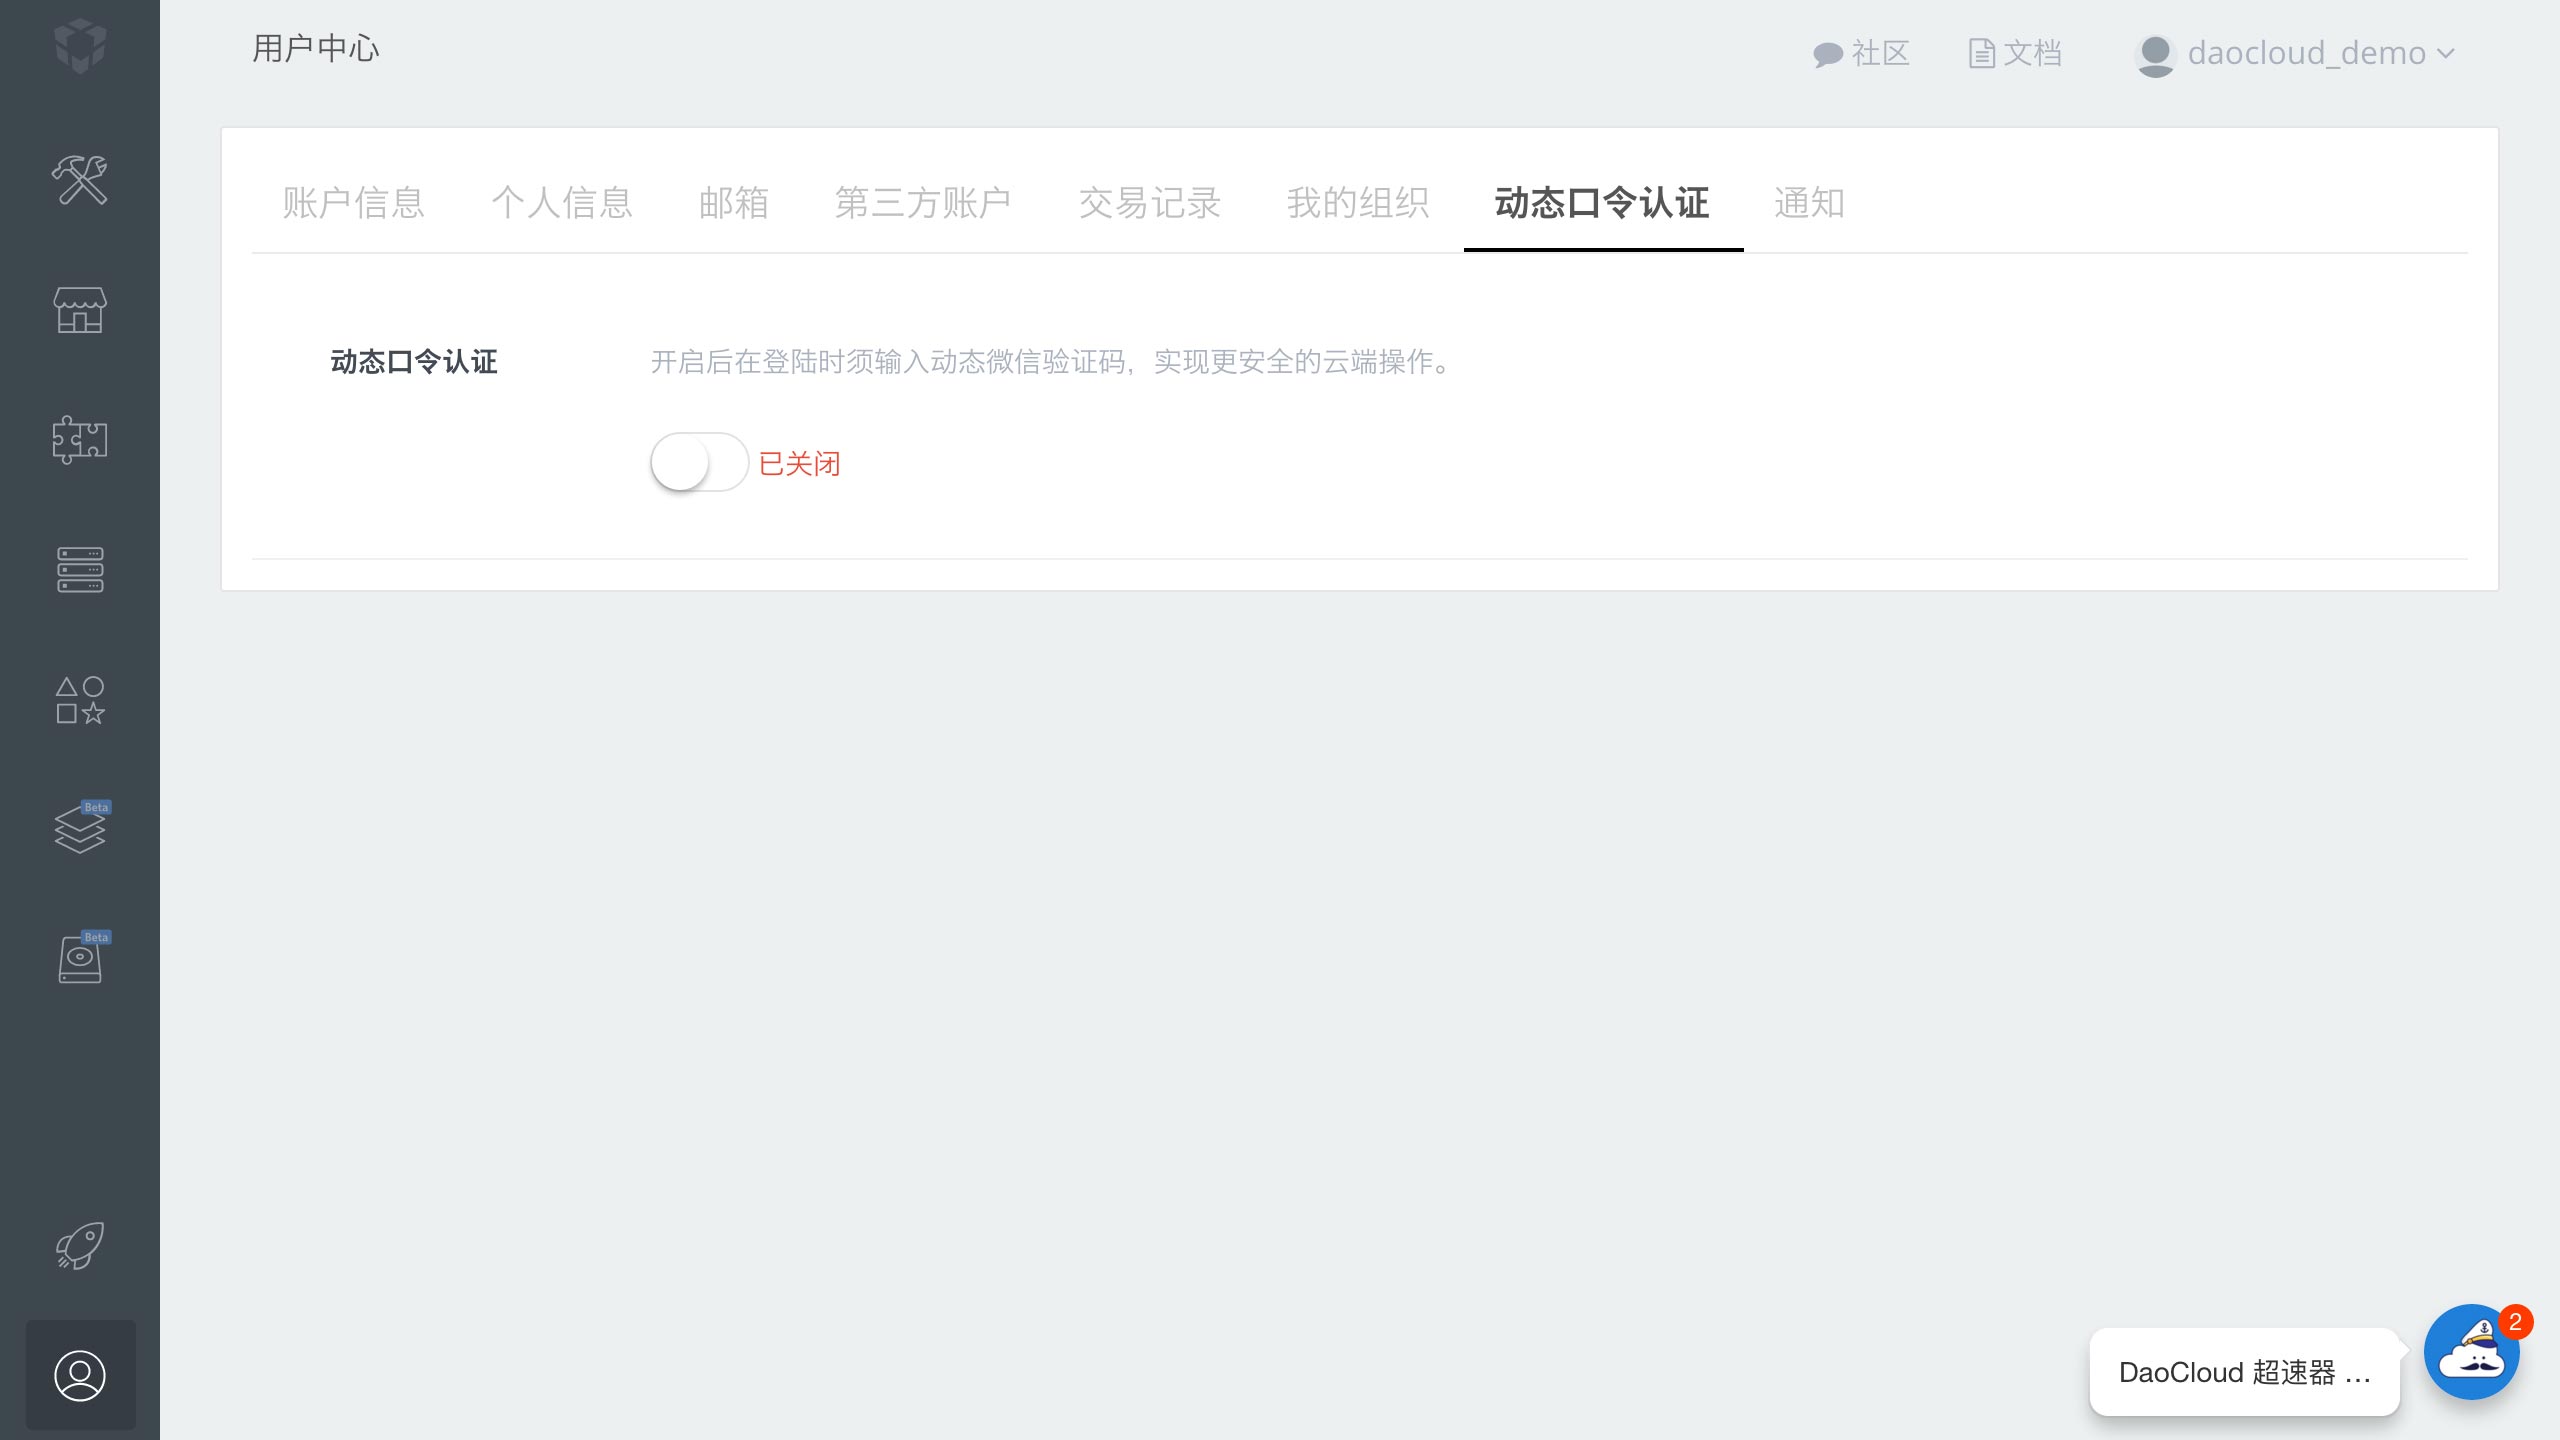 用户中心
社区
文档
daocloud_demo
账户信息
个人信息
邮箱
第三方账户
交易记录
我的组织
动态口令认证
通知
动态口令认证
开启后在登陆时须输入动态微信验证码，实现更安全的云端操作。
已关闭
Beta
Beta
2
DaoCloud 超速器 ...